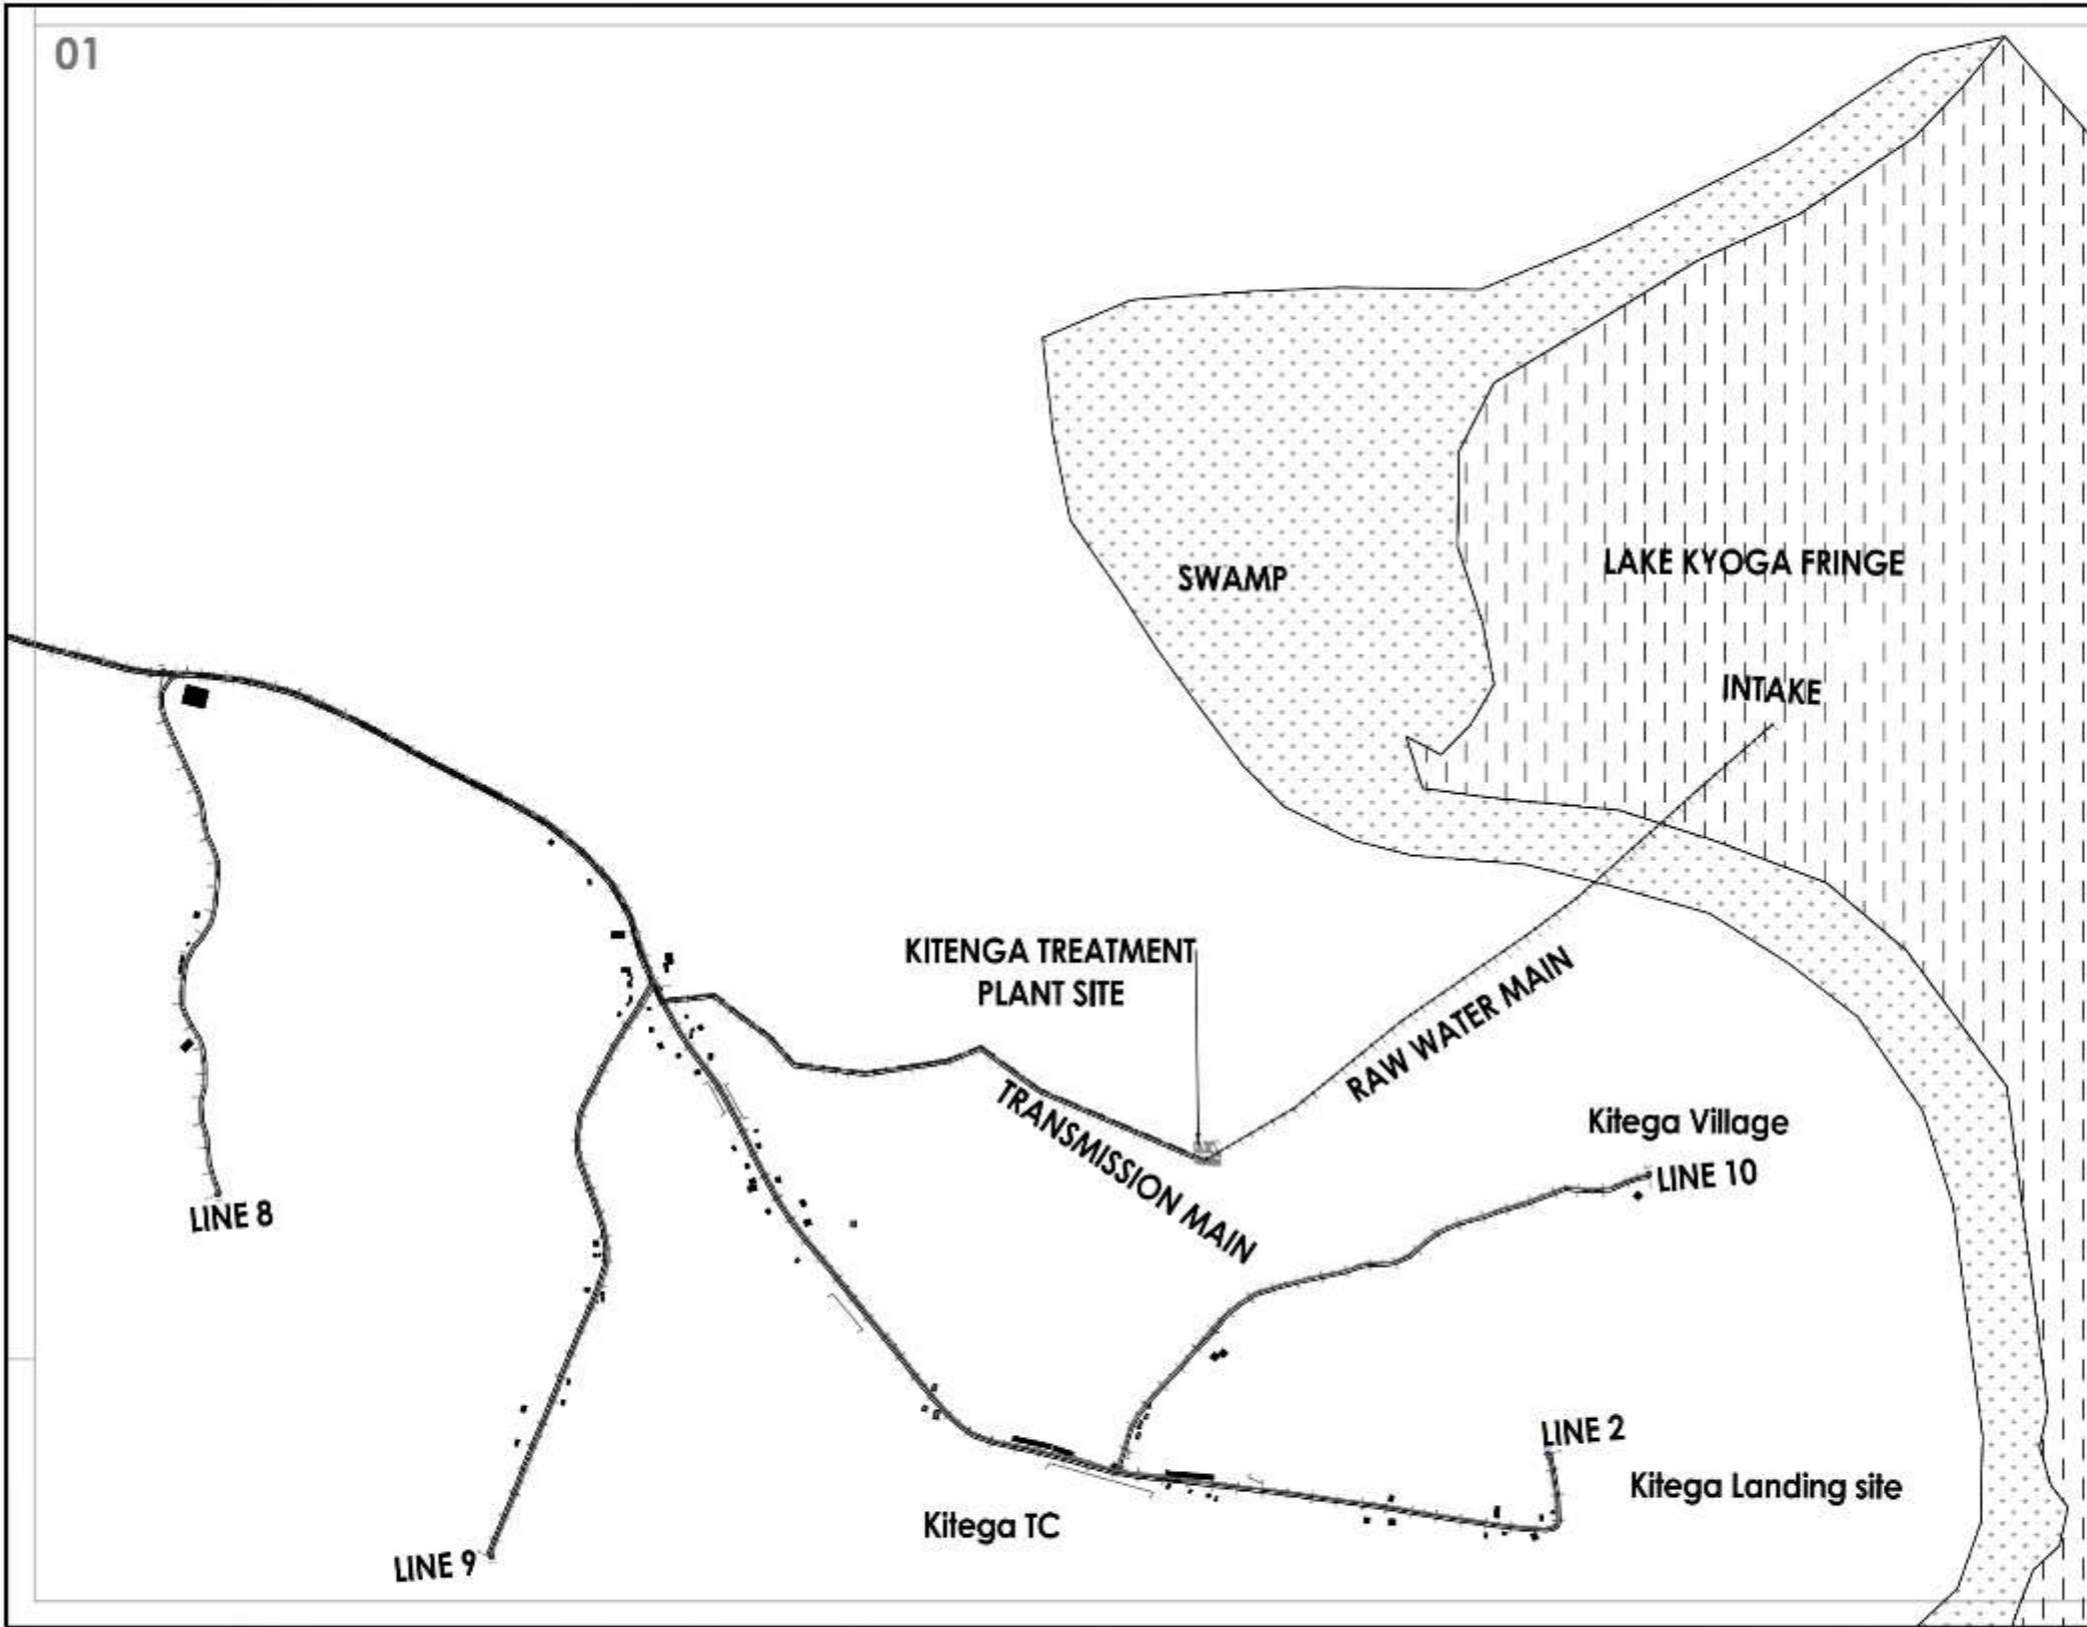 01
SWAMP
LAKE KYOGA FRINGE
INTAKE
KITENGA TREATMENT
PLANT SITE
RAW WATER MAIN
TRANSMISSION MAIN
Kitega Village
LINE 10
LINE 8
LINE 2
Kitega Landing site
Kitega TC
LINE 9